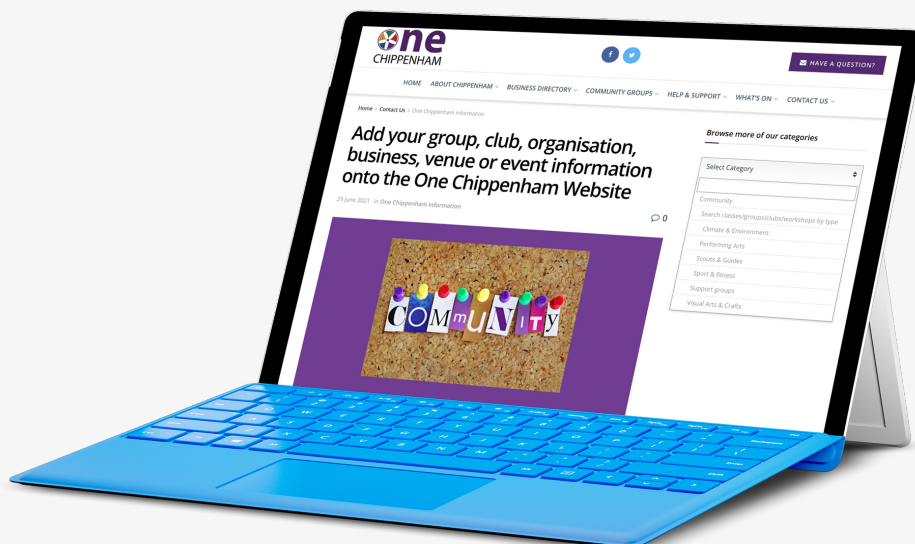 One
CHIPPENHAM
HAVE A QUESTION?
HOME ABOUT CHIPPENHAM BUSINESS DIRECTORY COMMUNITY GROUPS HELP & SUPPORT WHAT'S ON CONTACT US
Home Contact Us One Chippenham information
Add your group, club, organisation,
business, venue or event information
onto the One Chippenham Website
29 June 2021 in One Chippenham information
0
COMmUNITy
Browse more of our categories
Select Category
Community
Search classes/groups/clubs/workshops by type
Climate & Environment
Performing Arts
Scouts & Guides
Sport & fitness
Support groups
Visual Arts & Crafts